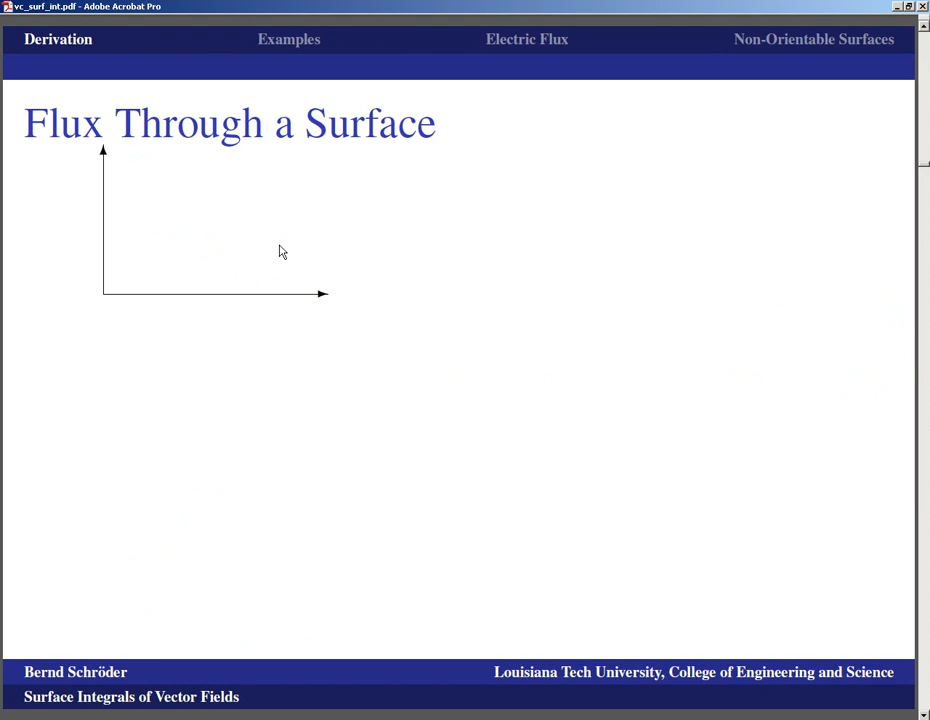 vc_surf_int.pdf - Adobe Acrobat Pro
Derivation Examples Electric Flux Non-Orientable Surfaces
Flux Through a Surface
Bernd Schröder Louisiana Tech University, College of Engineering and Science
Surface Integrals of Vector Fields